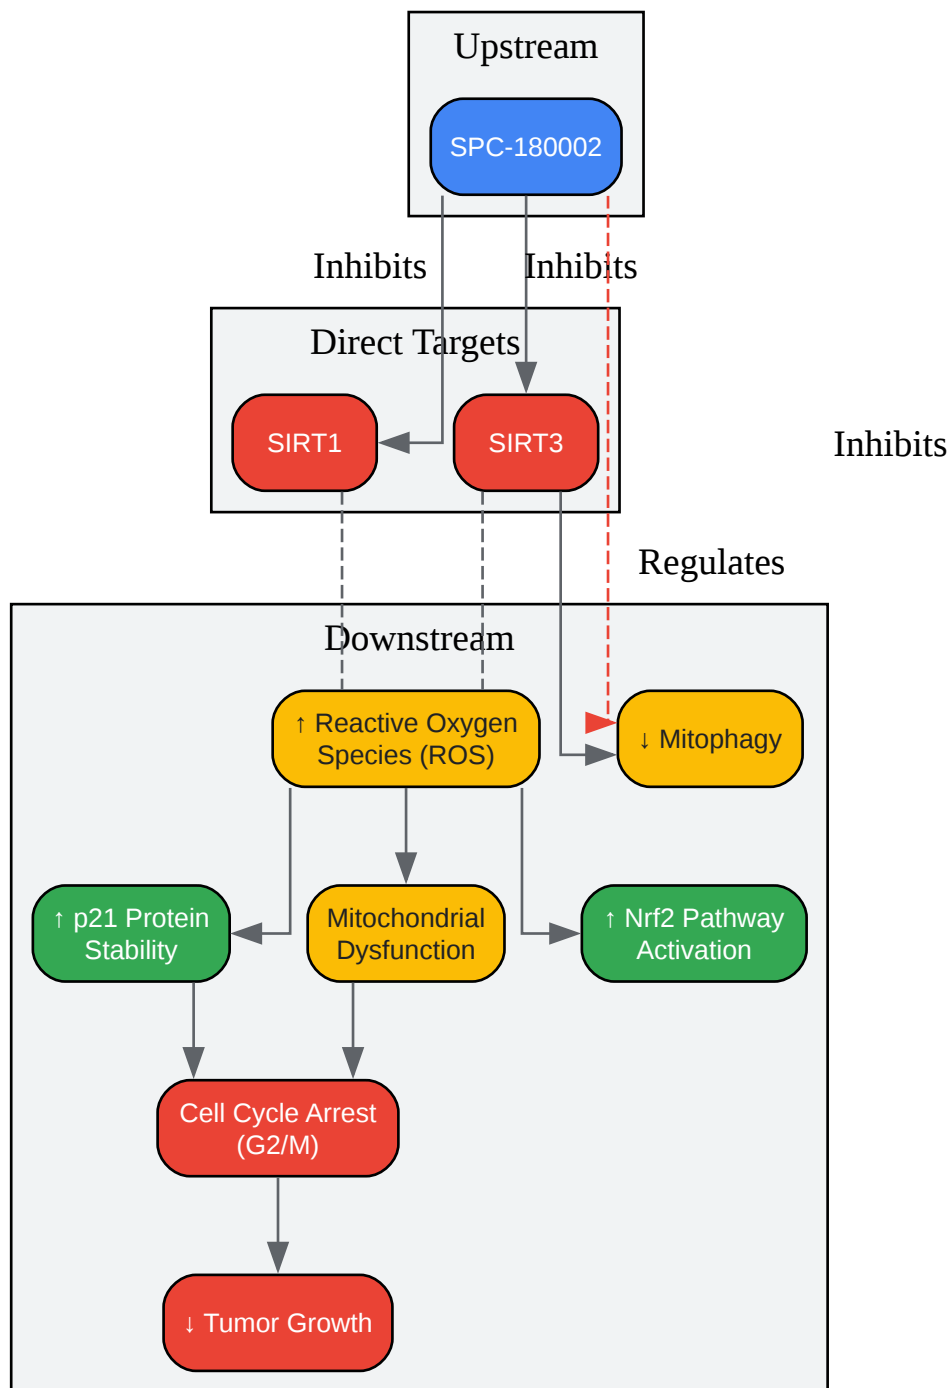 Upstream
SPC-180002
Inhibits
Inhibits
Direct Targets
SIRT1
SIRT3
Inhibits
Regulates
Downstream
↑ Reactive Oxygen
Species (ROS)
↓ Mitophagy
↑ p21 Protein
Stability
Mitochondrial
Dysfunction
↑ Nrf2 Pathway
Activation
Cell Cycle Arrest
(G2/M)
↓ Tumor Growth